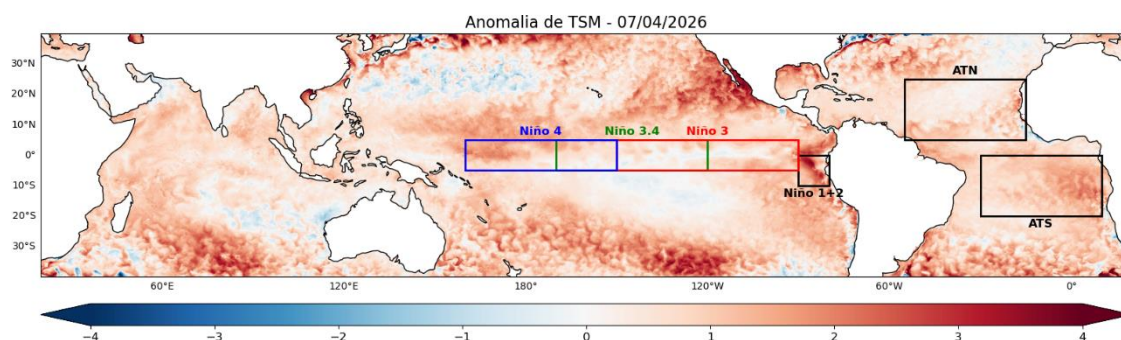 Anomalia de TSM - 07/04/2026
30°N
20°N
10°N
0°
10°S
20°S
30°S
ATN
Niño 4
Niño 3.4
Niño 3
Niño 1+2
ATS
60°E
120°E
180°
120°W
60°W
0°
−4
−3
−2
−1
0
1
2
3
4